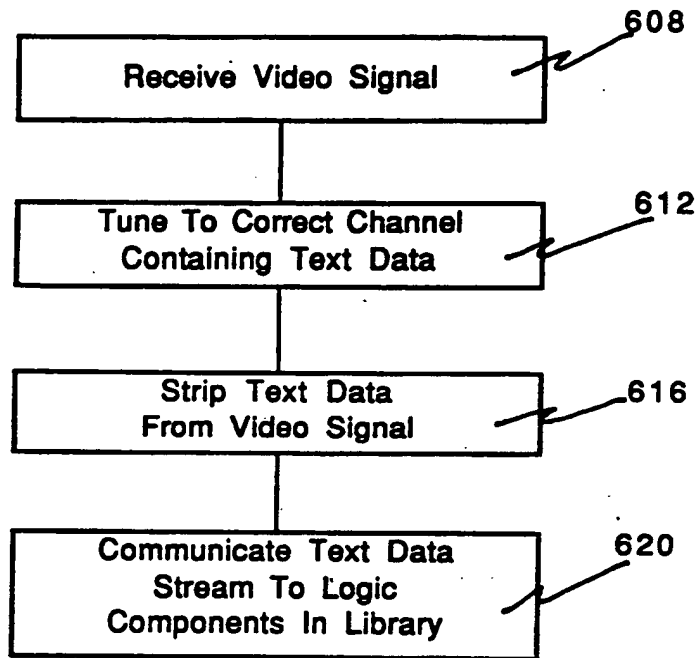 608
Receive Video Signal
612
Tune To Correct Channel
Containing Text Data
616
Strip Text Data
From Video Signal
620
Communicate Text Data
Stream To Logic
Components In Library